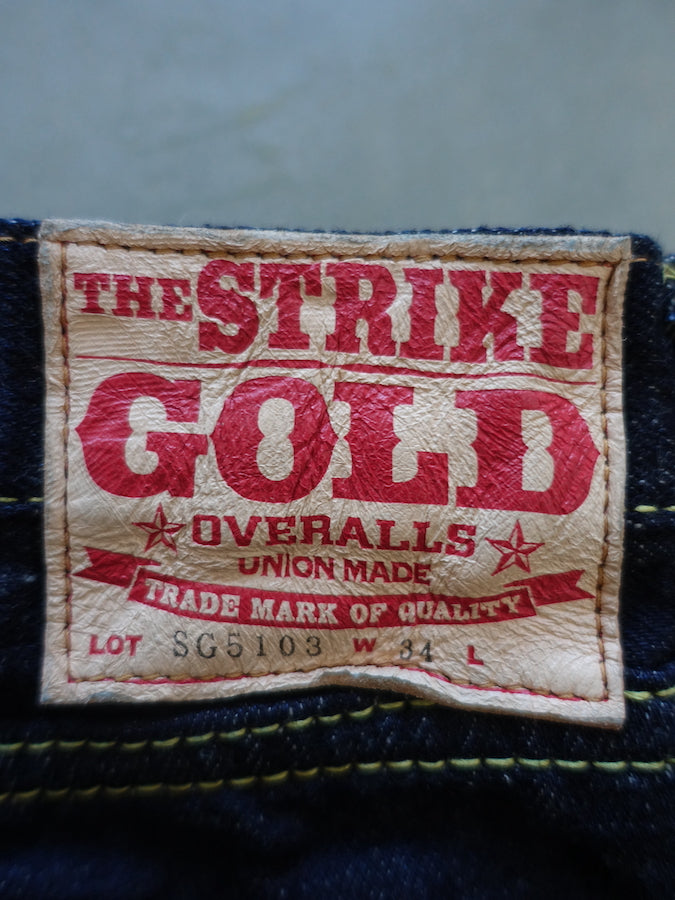 THE STRIKE
GOLD
OVERALLS
UNION MADE
TRADE MARK OF QUALITY
LOT SG5103 W 34 L